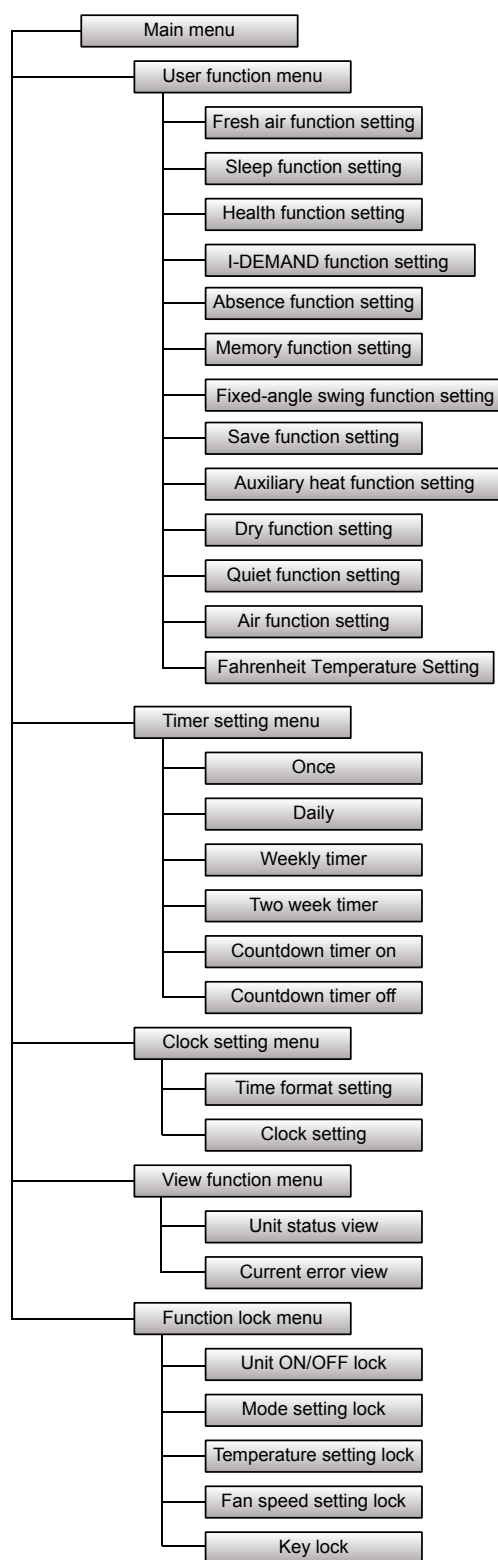 Main menu
User function menu
Fresh air function setting
Sleep function setting
Health function setting
I-DEMAND function setting
Absence function setting
Memory function setting
Fixed-angle swing function setting
Save function setting
Auxiliary heat function setting
Dry function setting
Quiet function setting
Air function setting
Fahrenheit Temperature Setting
Timer setting menu
Once
Daily
Weekly timer
Two week timer
Countdown timer on
Countdown timer off
Clock setting menu
Time format setting
Clock setting
View function menu
Unit status view
Current error view
Function lock menu
Unit ON/OFF lock
Mode setting lock
Temperature setting lock
Fan speed setting lock
Key lock